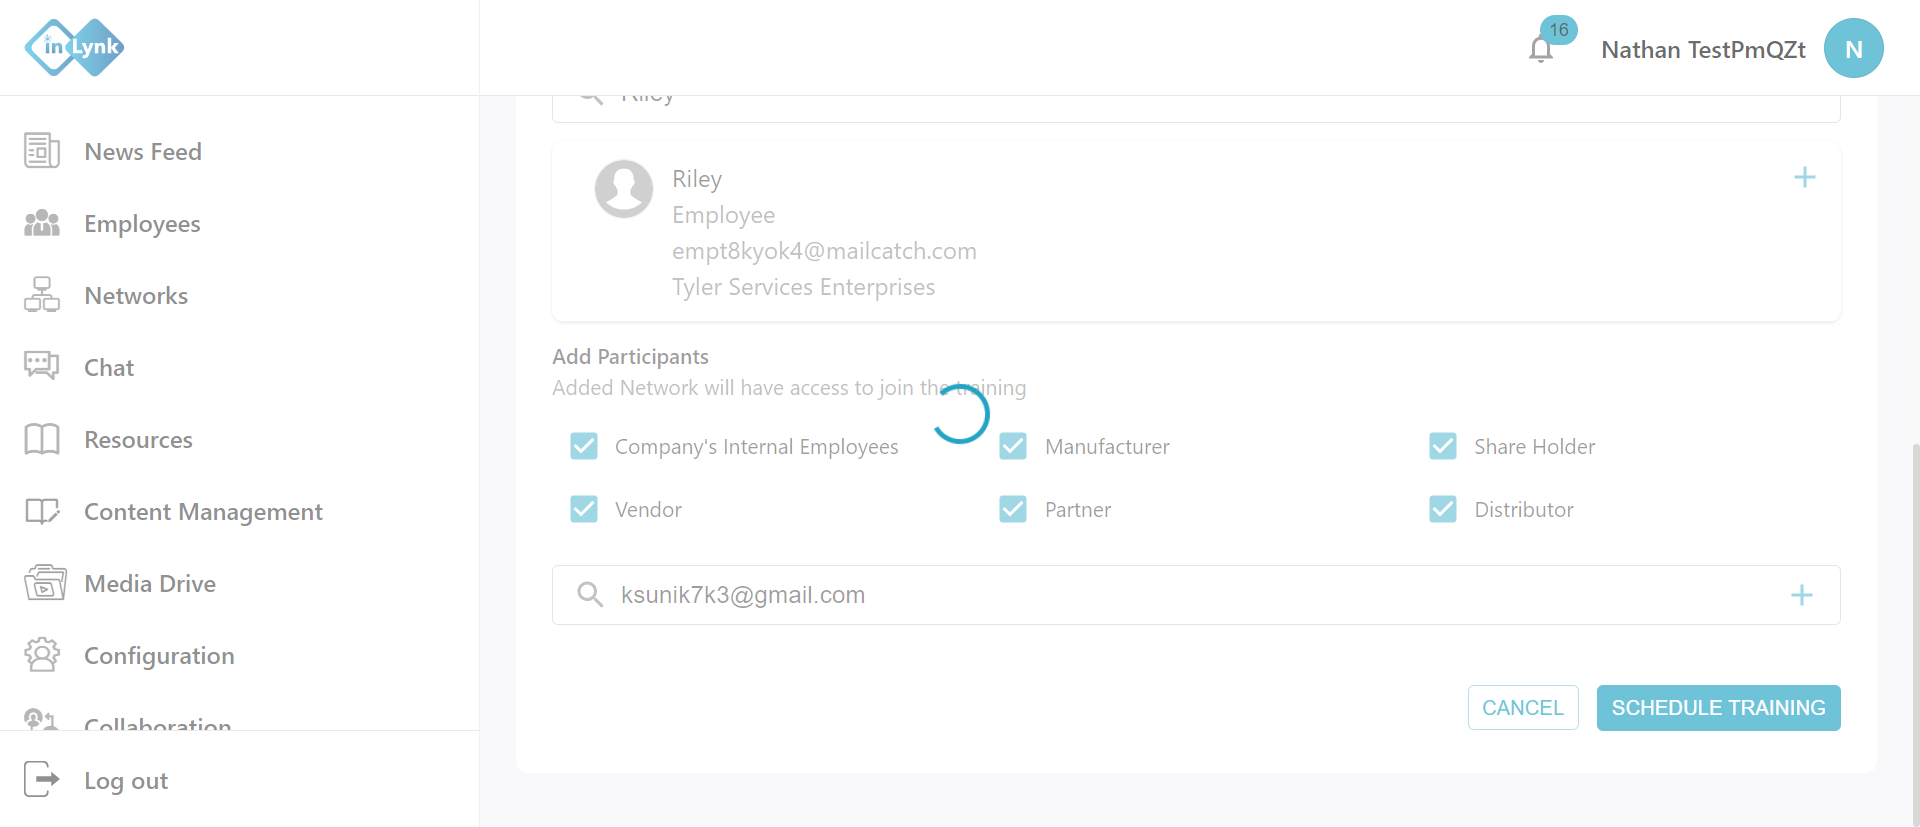 in Lynk
16
Nathan TestPmQZt
N
News Feed
Employees
Networks
Chat
Resources
Content Management
Media Drive
Configuration
Collaboration
Log out
Riley
Riley
Employee
empt8kyok4@mailcatch.com
Tyler Services Enterprises
Add Participants
Added Network will have access to join the training
Company's Internal Employees
Manufacturer
Share Holder
Vendor
Partner
Distributor
ksunik7k3@gmail.com
CANCEL
SCHEDULE TRAINING